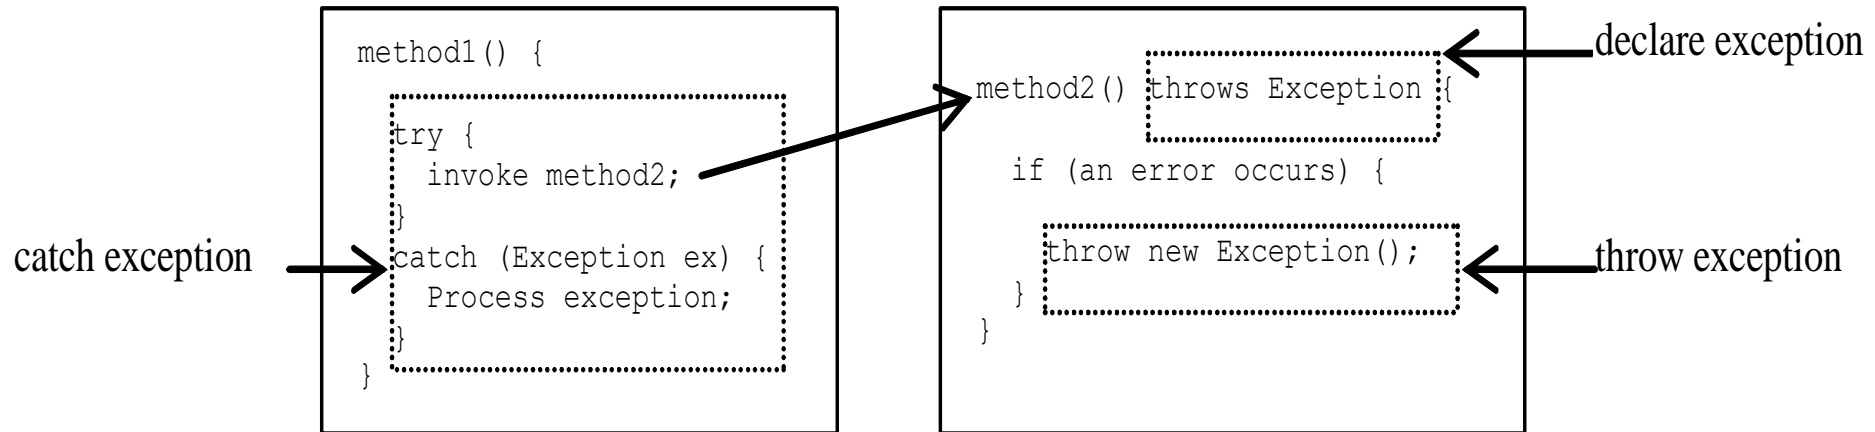 catch exception
method1() {
try {
invoke method2;
}
catch (Exception ex) {
Process exception;
}
}
method2() throws Exception {
if (an error occurs) {
throw new Exception();
}
}
declare exception
throw exception